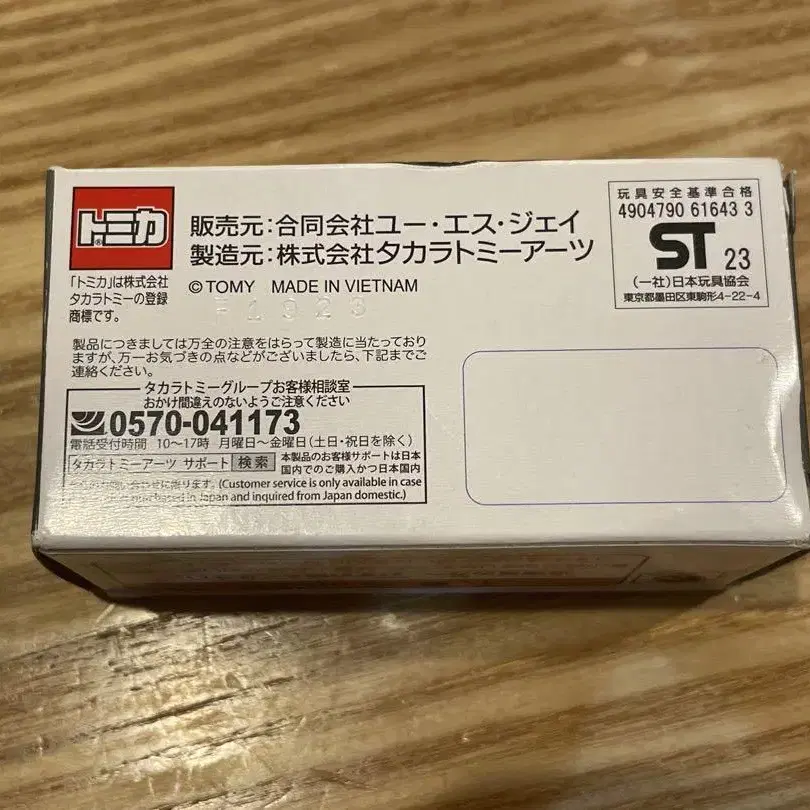 トミカ
®
「トミカ」は株式会社
タカラトミーの登録
商標です。
販売元:合同会社ユー・エス・ジェイ
製造元:株式会社タカラトミーアーツ
©TOMY MADE IN VIETNAM
玩具安全基準合格
4904790 61643 3
ST 23
(一社)日本玩具協会
東京都墨田区東駒形4-22-4
製品につきましては万全の注意をはらって製造に当たっており
ますが、万一お気づきの点などがございましたら、下記までご
連絡ください。
タカラトミーグループお客様相談室
おかけ間違えのないようご注意ください
0570-041173
電話受付時間 10〜17時 月曜日〜金曜日(土日・祝日を除く)
タカラトミーアーツ サポート 検索
本製品のお客様サポートは日本
国内でのご購入かつ日本国内
い合わせに限ります。(Customer service is only available in case
purchased in Japan and inquired from Japan domestic.)